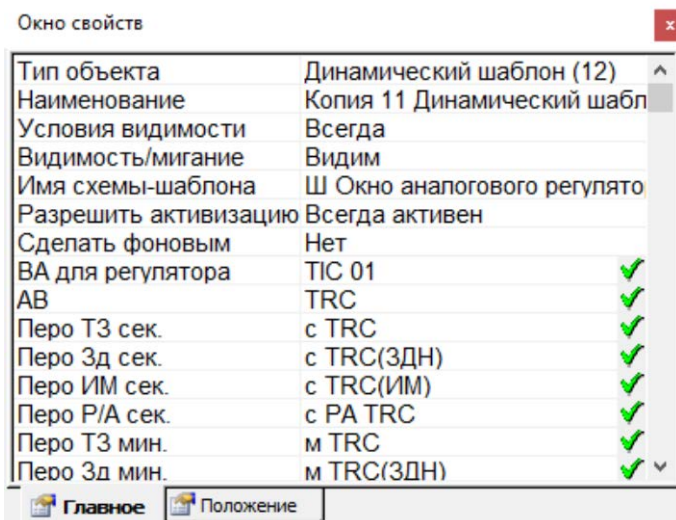 Окно свойств
Тип объекта Динамический шаблон (12)
Наименование Копия 11 Динамический шабл
Условия видимости Всегда
Видимость/мигание Видим
Имя схемы-шаблона Ш Окно аналогового регулято
Разрешить активизацию Всегда активен
Сделать фоновым Нет
ВА для регулятора TIC 01
АВ TRC
Перо ТЗ сек. с TRC
Перо Зд сек. с TRC(ЗДН)
Перо ИМ сек. с TRC(ИМ)
Перо Р/А сек. с РА TRC
Перо ТЗ мин. м TRC
Перо Зд мин. м TRC(ЗДН)
Главное Положение